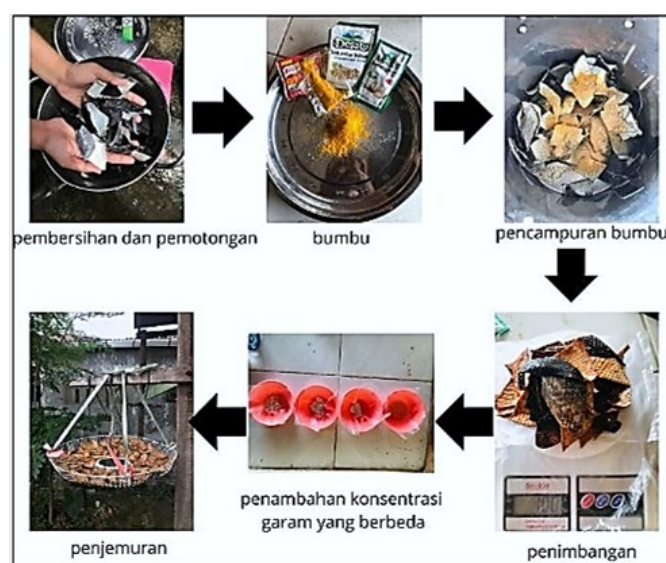 pembersihan dan pemotongan
bumbu
pencampuran bumbu
penjemuran
penambahan konsentrasi
garam yang berbeda
penimbangan